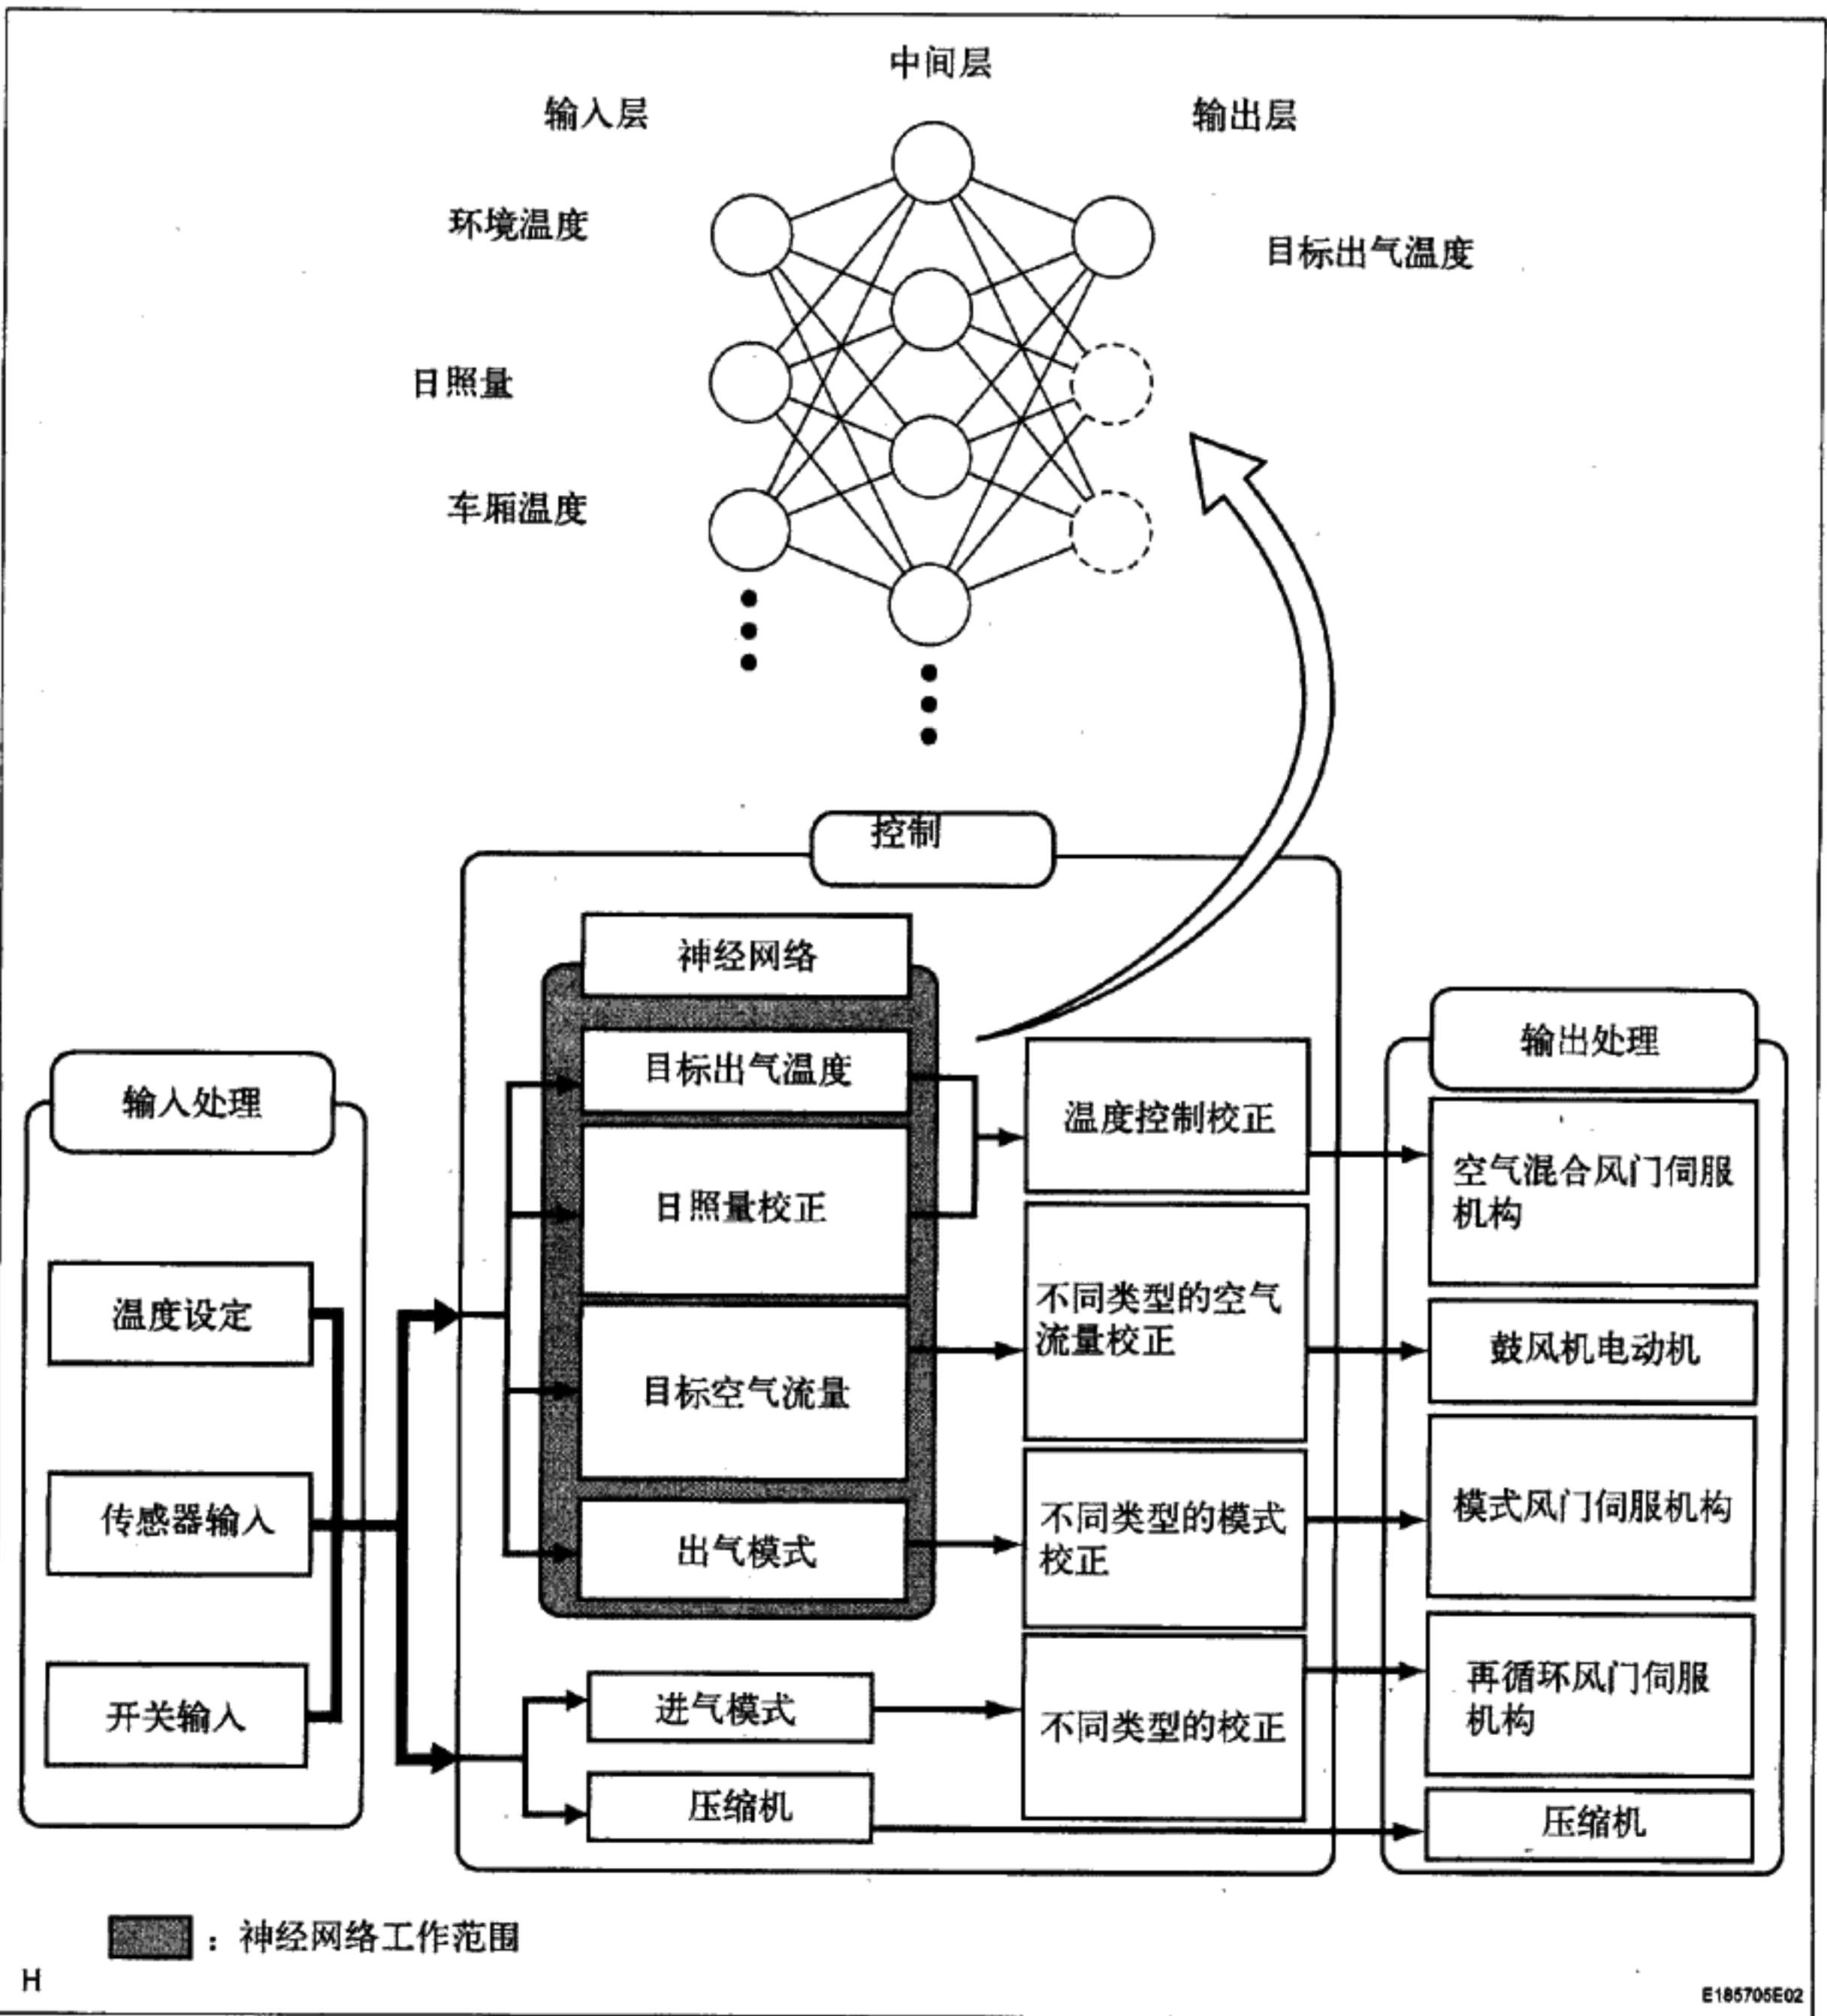 中间层
输入层
输出层
环境温度
目标出气温度
日照量
车厢温度
控制
神经网络
目标出气温度
日照量校正
目标空气流量
出气模式
进气模式
压缩机
输入处理
温度设定
传感器输入
开关输入
温度控制校正
不同类型的空气
流量校正
不同类型的模式
校正
不同类型的校正
输出处理
空气混合风门伺服
机构
鼓风机电动机
模式风门伺服机构
再循环风门伺服
机构
压缩机
：神经网络工作范围
H
E185705E02